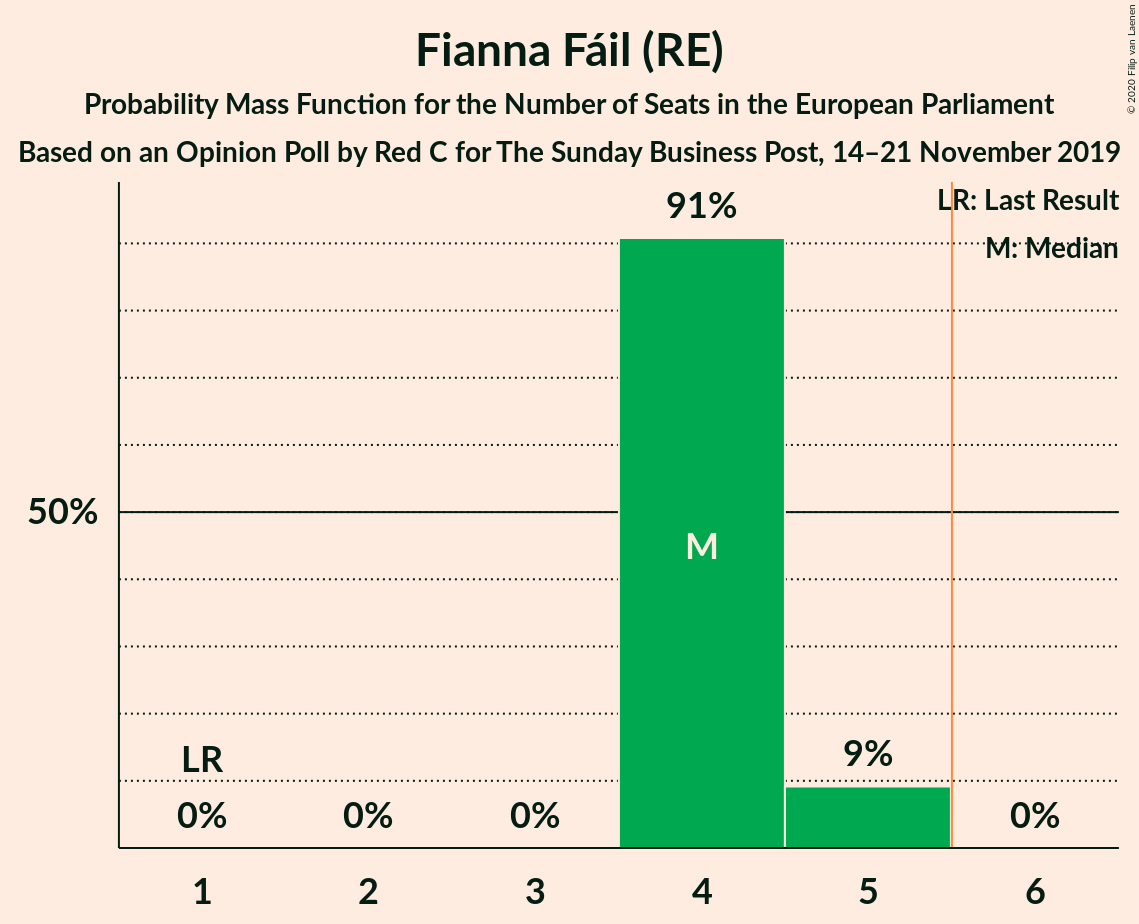 Fianna Fáil (RE)
Probability Mass Function for the Number of Seats in the European Parliament
Based on an Opinion Poll by Red C for The Sunday Business Post, 14–21 November 2019
© 2020 Filip van Laenen
LR: Last Result
M: Median
91%
50%
M
LR
9%
0% 0% 0% 0%
1 2 3 4 5 6